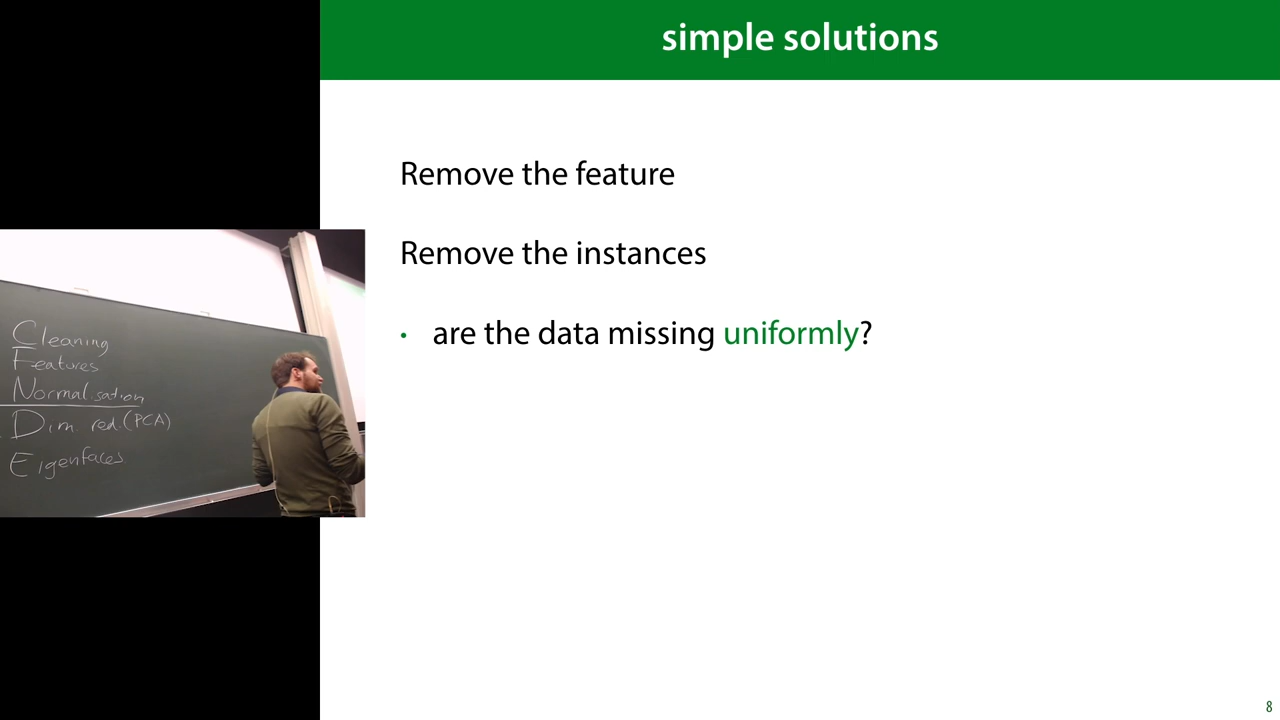 simple solutions
Remove the feature
Remove the instances
• are the data missing uniformly?
Cleaning
Features
Normalisation
Dim. red. (PCA)
Eigenfaces
8